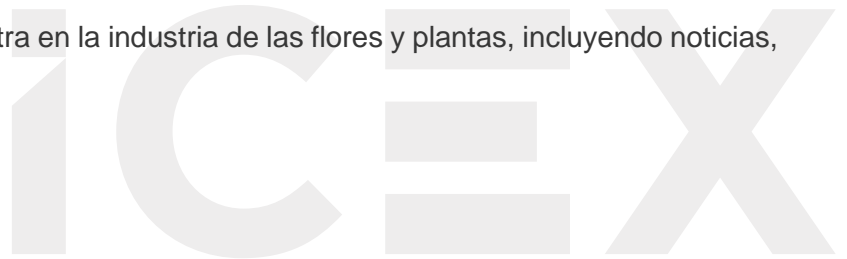 tra en la industria de las flores y plantas, incluyendo noticias,
iCEX